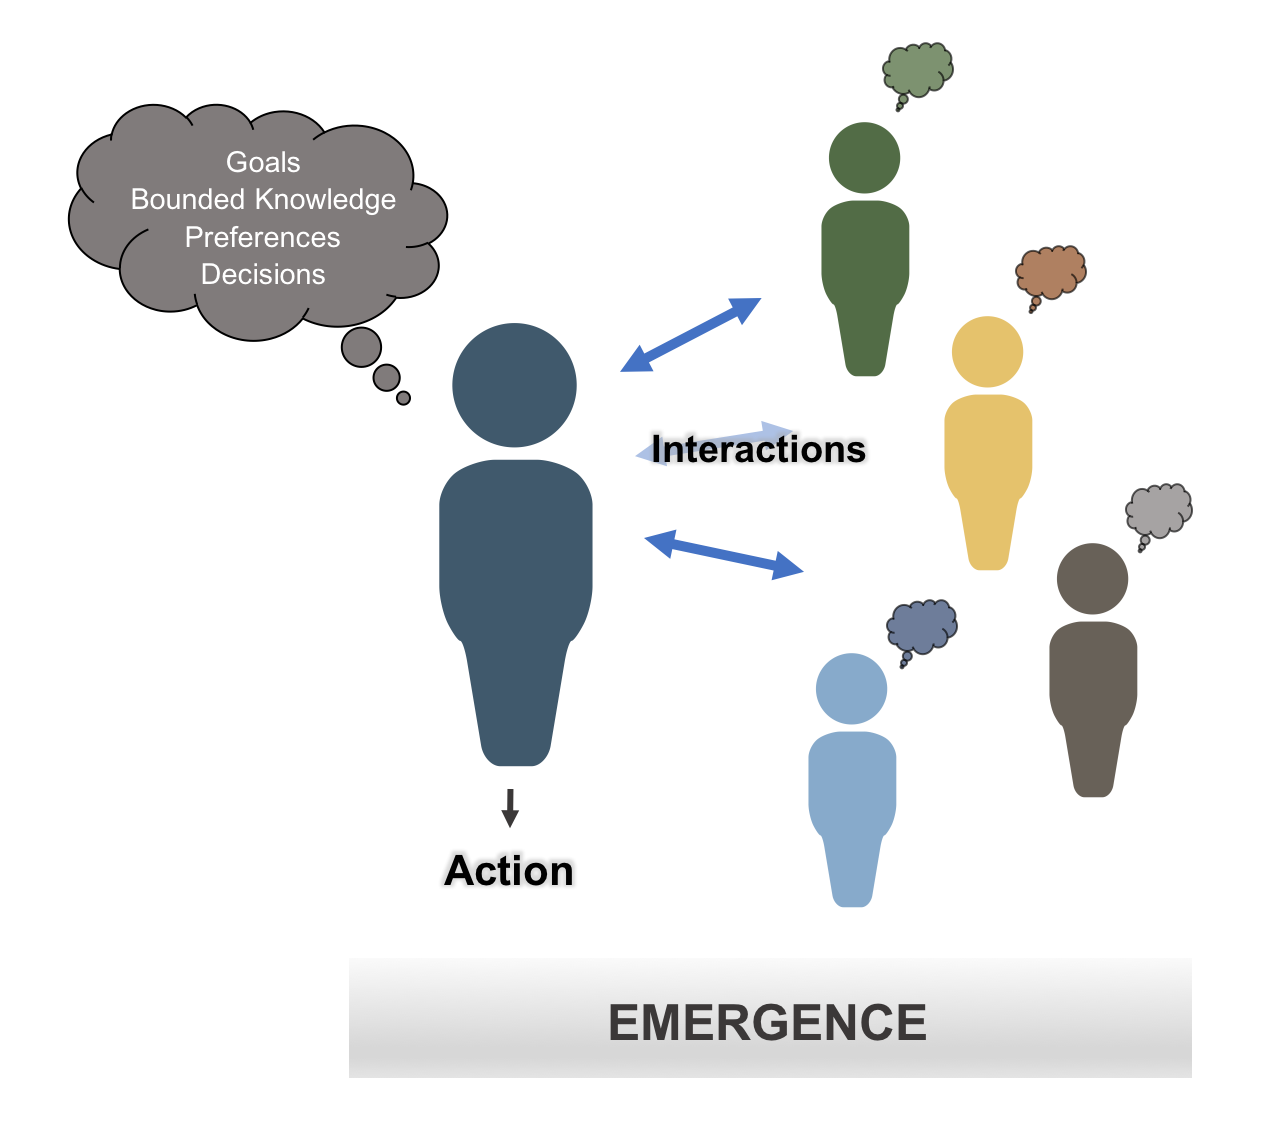 Goals
Bounded Knowledge
Preferences
Decisions
Interactions
Action
EMERGENCE